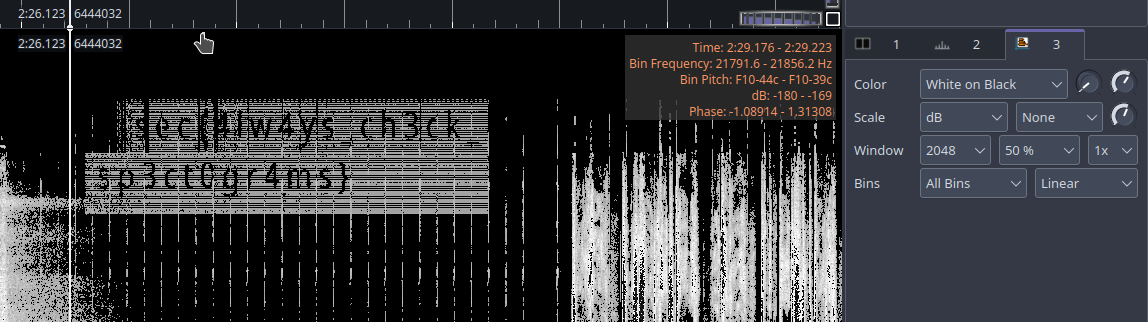 2:26.123 6444032
2:26.123 6444032
Time: 2:29.176 - 2:29.223
Bin Frequency: 21791.6 - 21856.2 Hz
Bin Pitch: F10-44c - F10-39c
dB: -180 - -169
Phase: -1.08914 - 1,31308
lw4ys_ch3ck_
sp3ct0gr4ms}
1 2 3
Color White on Black
Scale dB None
Window 2048 50 % 1x
Bins All Bins Linear